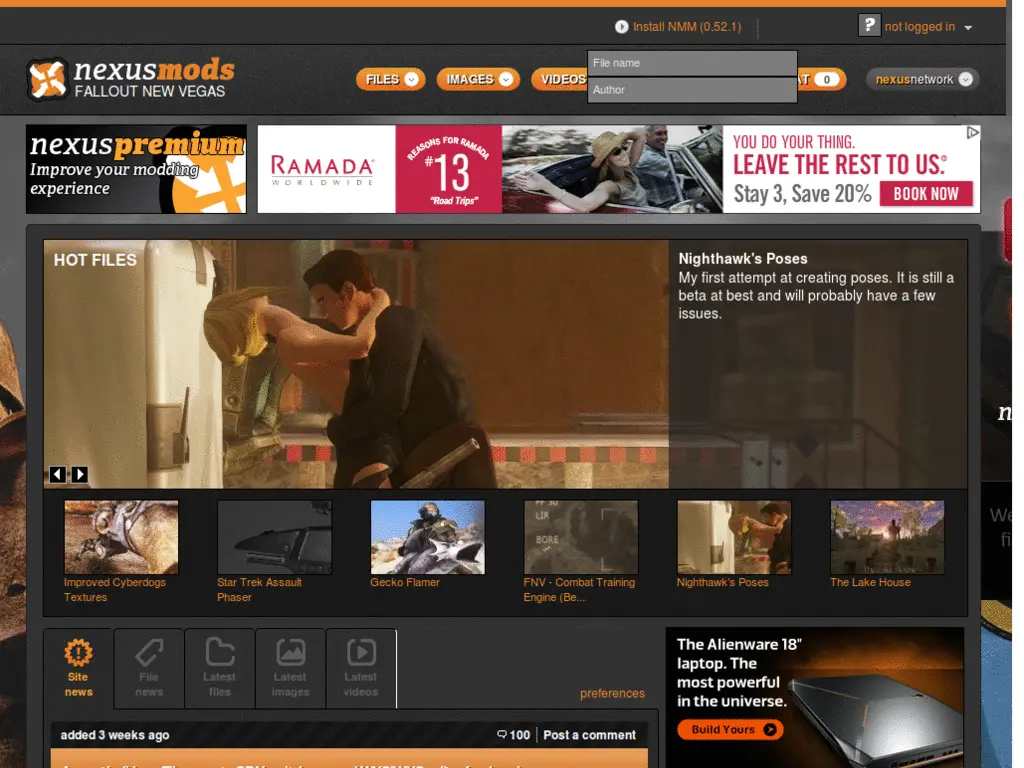 Install NMM (0.52.1)
?
not logged in
nexusmods
FALLOUT NEW VEGAS
FILES
IMAGES
VIDEOS
File name
Author
AT 0
nexusnetwork
nexuspremium
Improve your modding
experience
RAMADA
WORLDWIDE
REASONS FOR RAMADA
#13
"Road Trips"
YOU DO YOUR THING.
LEAVE THE REST TO US.®
Stay 3, Save 20%
BOOK NOW
HOT FILES
Nighthawk's Poses
My first attempt at creating poses. It is still a
beta at best and will probably have a few
issues.
n
We
fi
LIR
BORE
Improved Cyberdogs
Textures
Star Trek Assault
Phaser
Gecko Flamer
FNV - Combat Training
Engine (Be...
Nighthawk's Poses
The Lake House
Site
news
File
news
Latest
files
Latest
images
Latest
videos
preferences
The Alienware 18"
laptop. The
most powerful
in the universe.
Build Yours
added 3 weeks ago
100
Post a comment